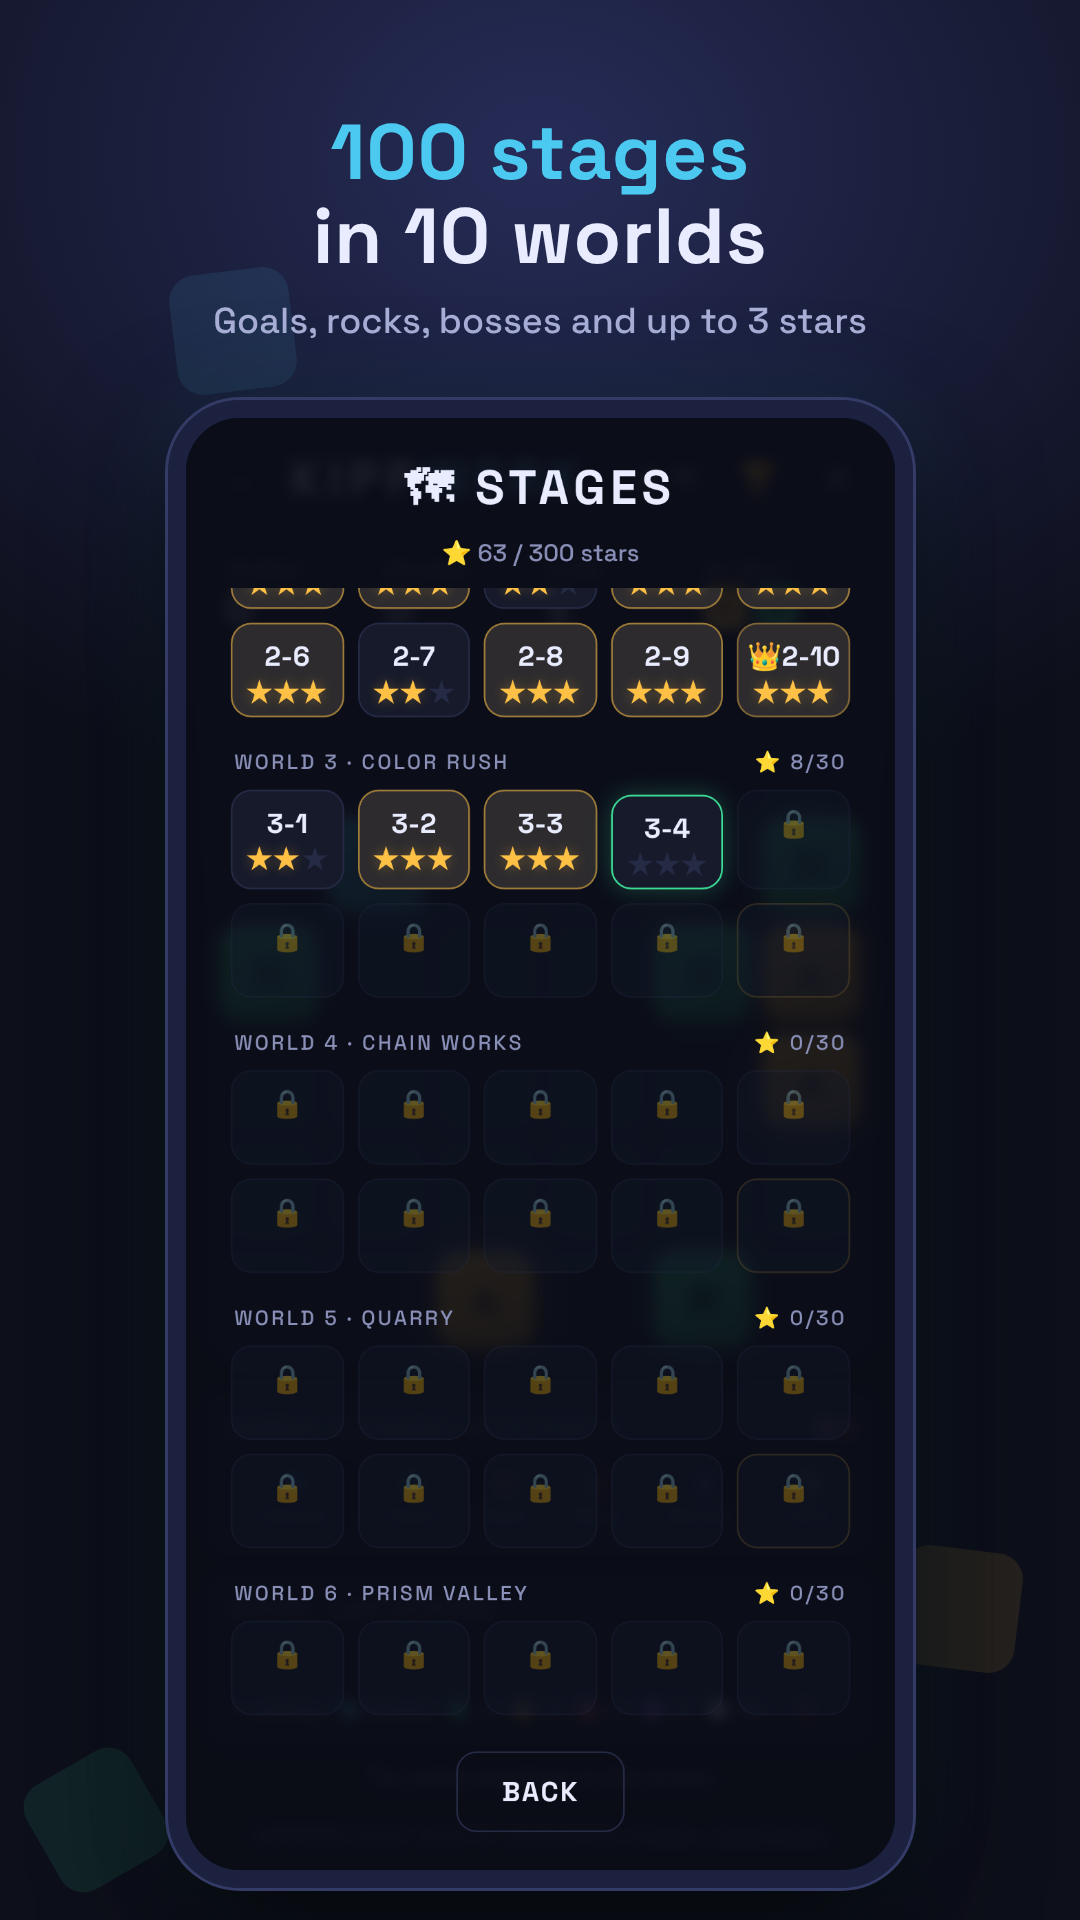 100 stages
in 10 worlds
Goals, rocks, bosses and up to 3 stars
STAGES
63 / 300 stars
2-6 2-7 2-8 2-9 2-10
WORLD 3 · COLOR RUSH 8/30
3-1 3-2 3-3 3-4
WORLD 4 · CHAIN WORKS 0/30
WORLD 5 · QUARRY 0/30
WORLD 6 · PRISM VALLEY 0/30
BACK